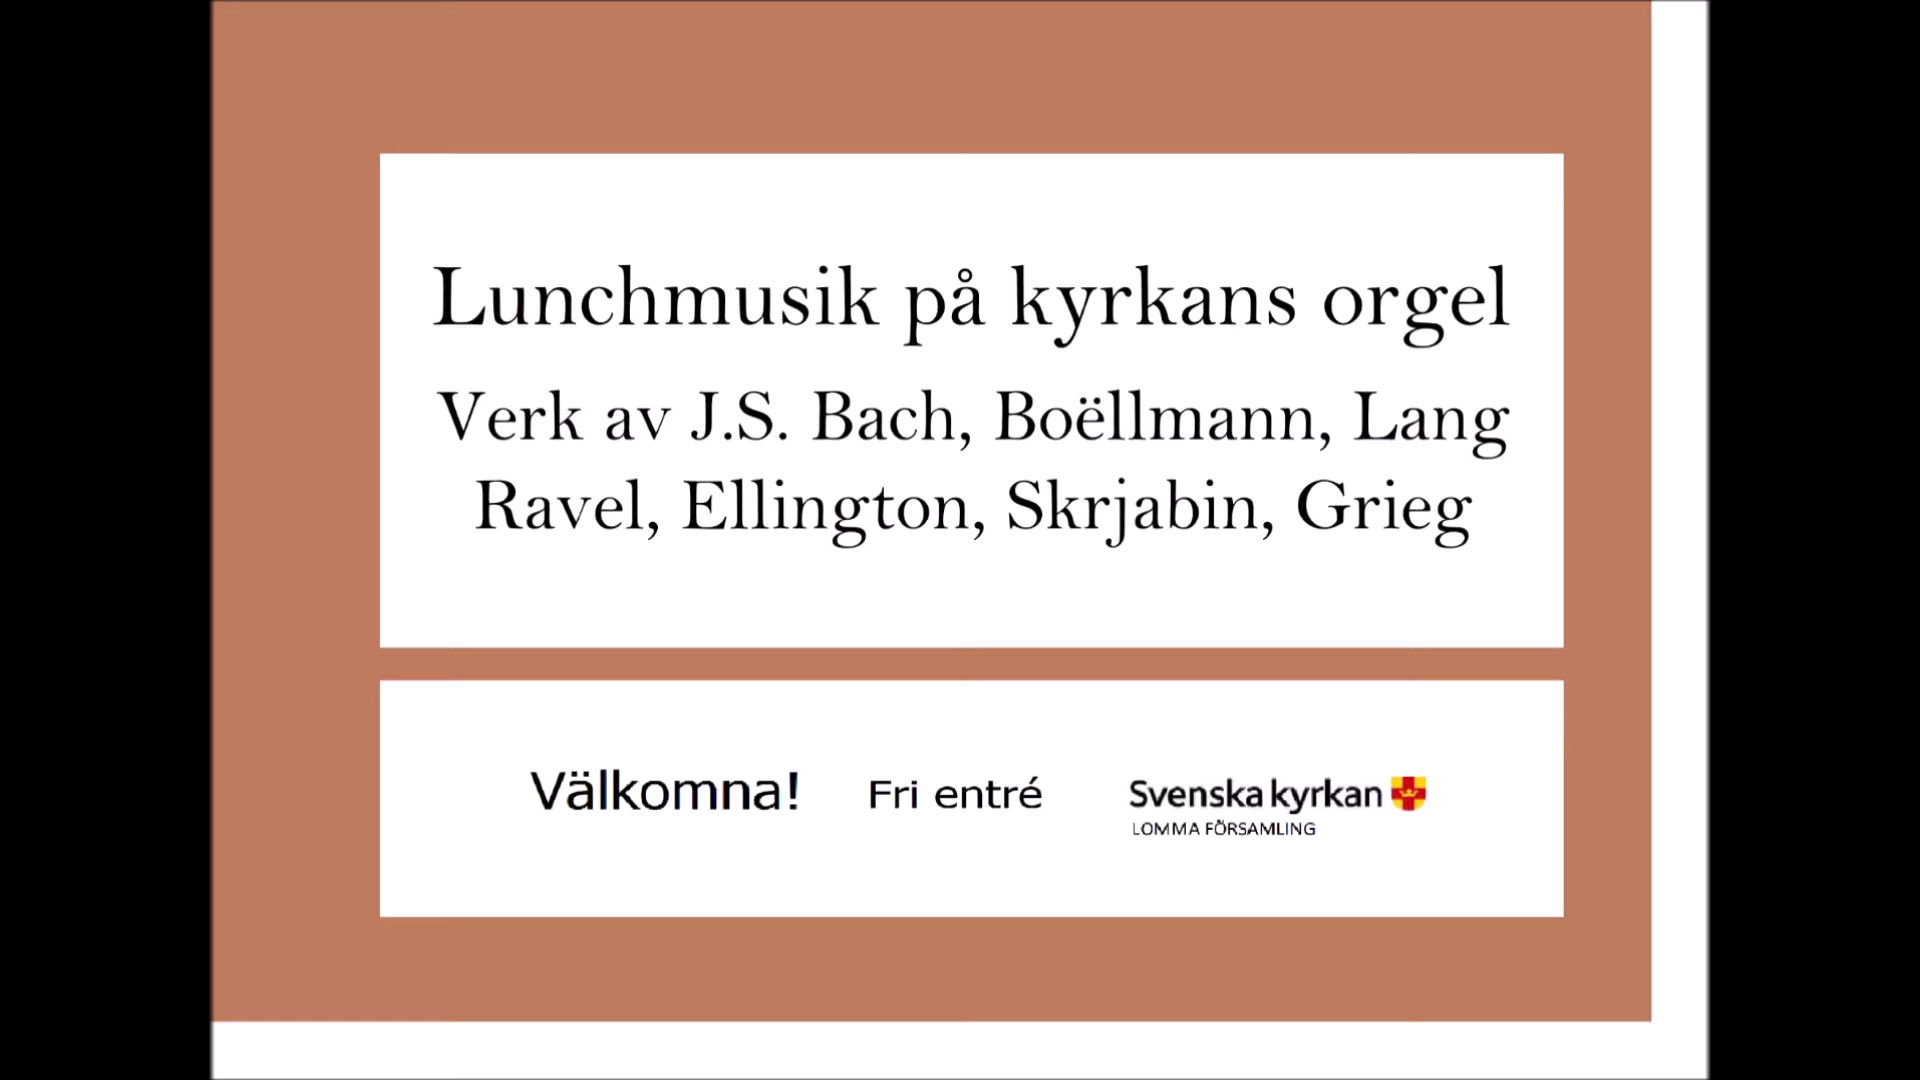 Lunchmusik på kyrkans orgel
Verk av J.S. Bach, Boëllmann, Lang
Ravel, Ellington, Skrjabin, Grieg
Välkomna! Fri entré Svenska kyrkan
LOMMA FÖRSAMLING